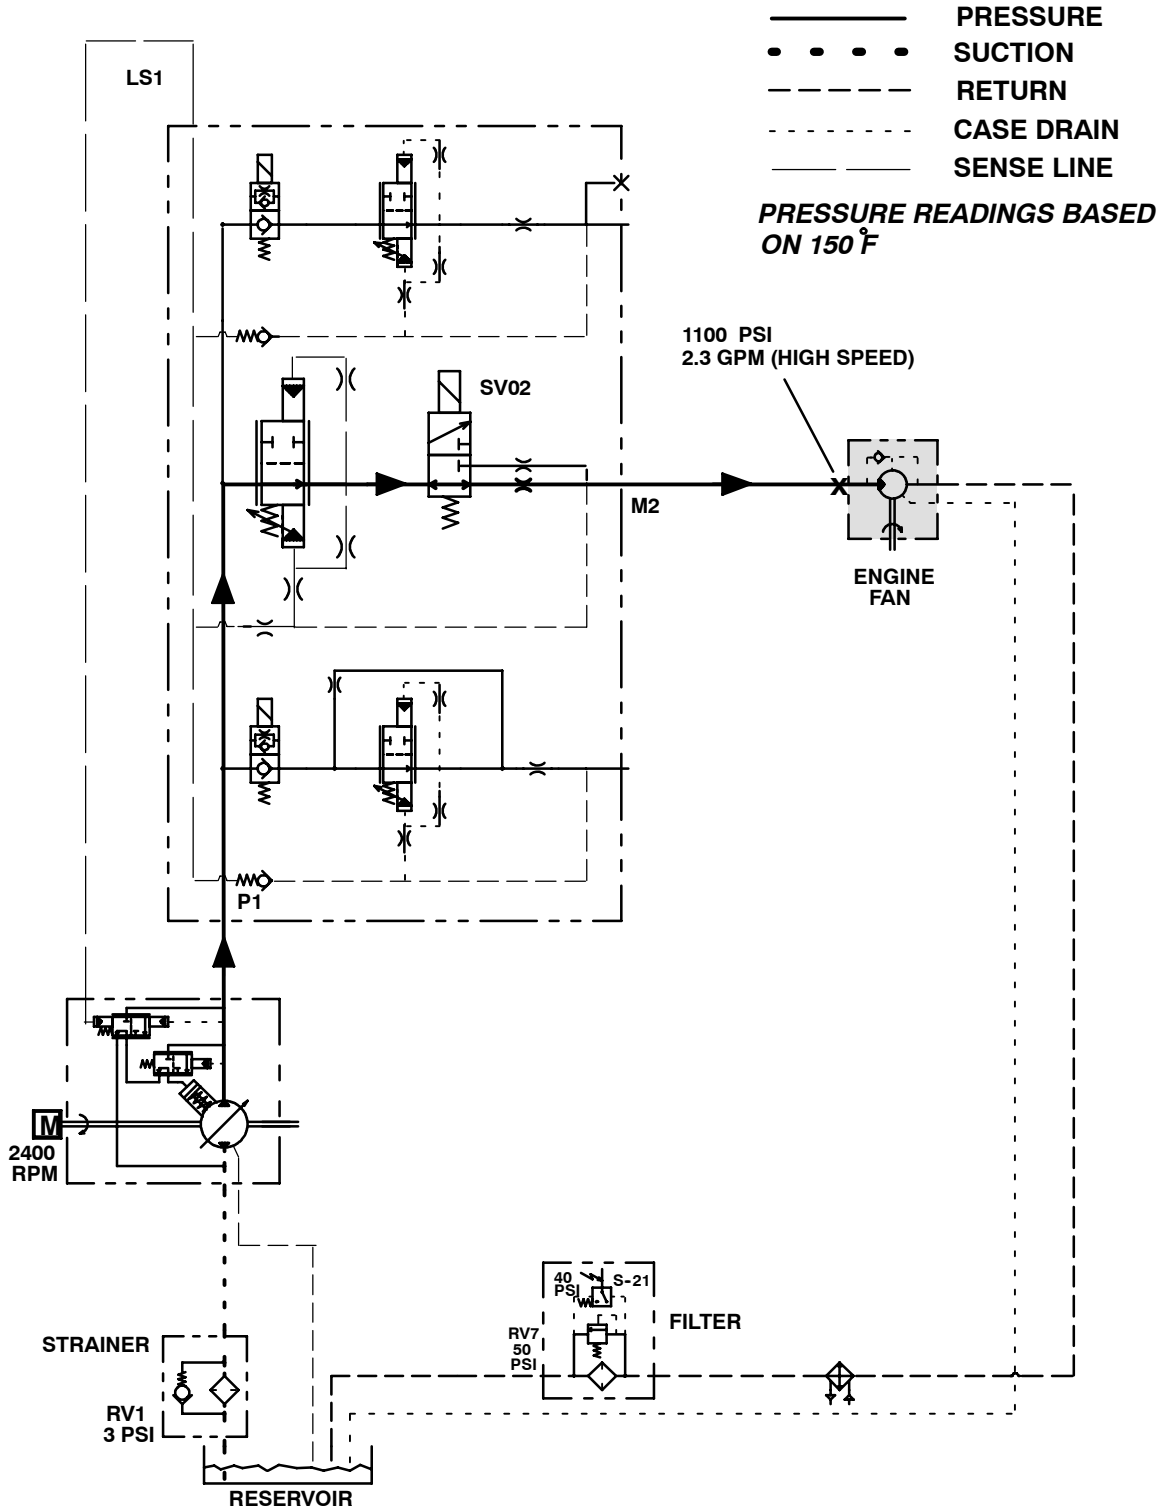 PRESSURE
SUCTION
RETURN
CASE DRAIN
SENSE LINE
PRESSURE READINGS BASED
ON 150°F
LS1
1100 PSI
2.3 GPM (HIGH SPEED)
SV02
M2
ENGINE
FAN
P1
M
2400
RPM
40
PSI
S-21
FILTER
RV7
50
PSI
STRAINER
RV1
3 PSI
RESERVOIR